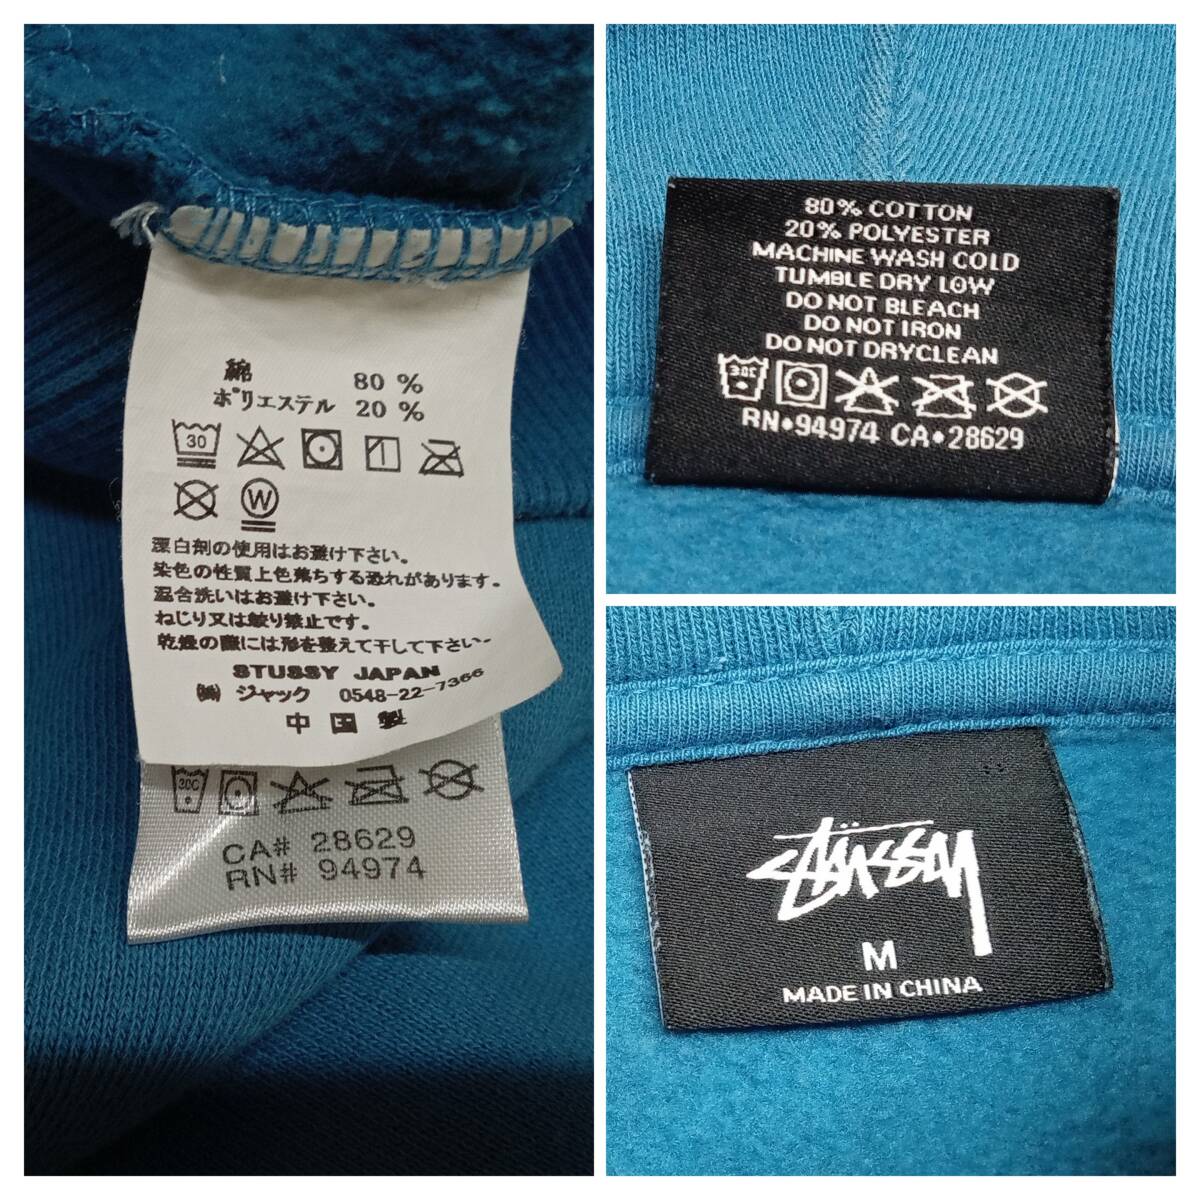 綿 80 %
ポリエステル 20 %
30
W
漂白剤の使用はお避け下さい。
染色の性質上色落ちする恐れがあります。
混合洗いはお避け下さい。
ねじり又は絞り禁止です。
乾燥の際には形を整えて干して下さい。
STUSSY JAPAN
㈱ ジャック 0548-22-7366
中国製
30C
CA# 28629
RN# 94974
80% COTTON
20% POLYESTER
MACHINE WASH COLD
TUMBLE DRY LOW
DO NOT BLEACH
DO NOT IRON
DO NOT DRYCLEAN
30C
RN•94974 CA•28629
Stüssy
M
MADE IN CHINA